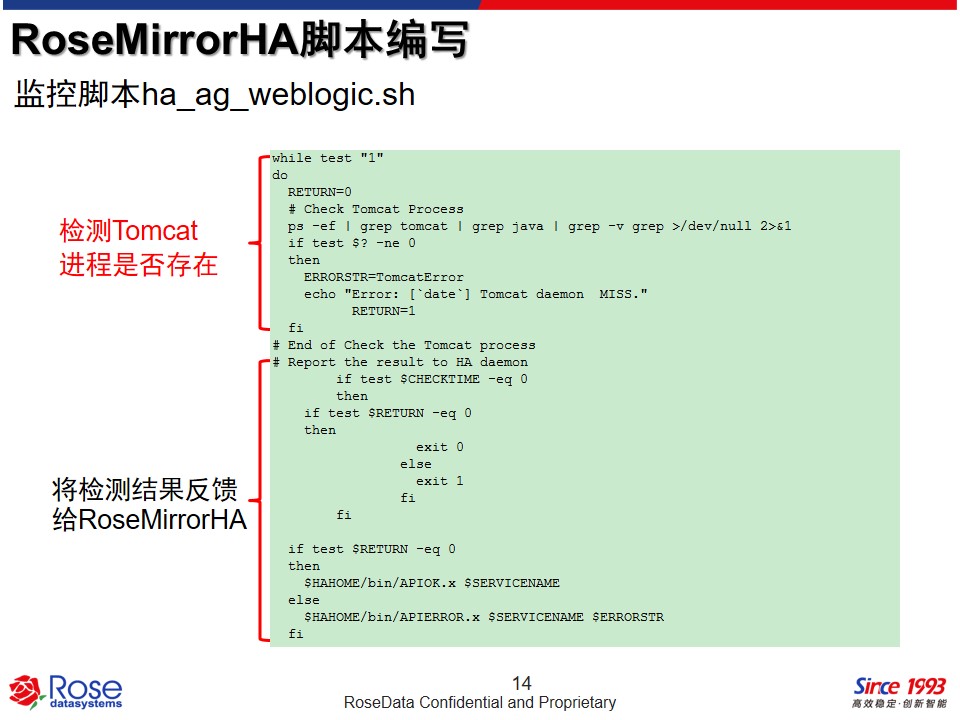 RoseMirrorHA脚本编写
监控脚本ha_ag_weblogic.sh
检测Tomcat
进程是否存在
while test "1"
do
  RETURN=0
  # Check Tomcat Process
  ps -ef | grep tomcat | grep java | grep -v grep >/dev/null 2>&1
  if test $? -ne 0
  then
    ERRORSTR=TomcatError
    echo "Error: [`date`] Tomcat daemon  MISS."
          RETURN=1
  fi
# End of Check the Tomcat process
将检测结果反馈
给RoseMirrorHA
# Report the result to HA daemon
        if test $CHECKTIME -eq 0
        then
    if test $RETURN -eq 0
    then
                  exit 0
                else
                  exit 1
                fi
        fi
  if test $RETURN -eq 0
  then
    $HAHOME/bin/APIOK.x $SERVICENAME
  else
    $HAHOME/bin/APIERROR.x $SERVICENAME $ERRORSTR
  fi
Rose
datasystems
14
RoseData Confidential and Proprietary
Since 1993
高效稳定·创新智能